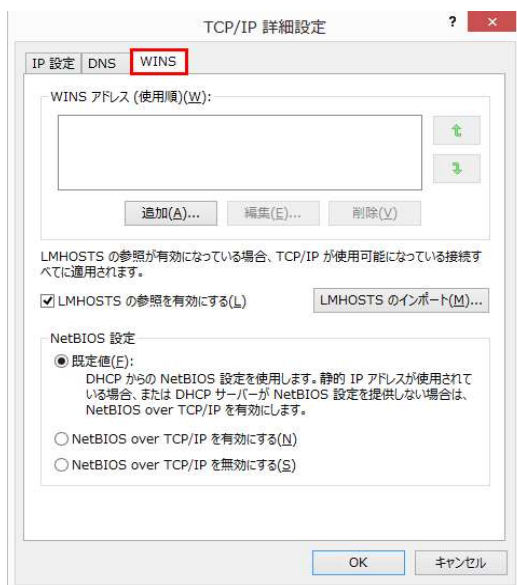 TCP/IP 詳細設定
? ×
IP 設定 DNS WINS
WINS アドレス (使用順)(W):
追加(A)... 編集(E)... 削除(V)
LMHOSTS の参照が有効になっている場合、TCP/IP が使用可能になっている接続す
べてに適用されます。
LMHOSTS の参照を有効にする(L) LMHOSTS のインポート(M)...
NetBIOS 設定
既定値(F):
DHCP からの NetBIOS 設定を使用します。静的 IP アドレスが使用されて
いる場合、または DHCP サーバーが NetBIOS 設定を提供しない場合は、
NetBIOS over TCP/IP を有効にします。
NetBIOS over TCP/IP を有効にする(N)
NetBIOS over TCP/IP を無効にする(S)
OK キャンセル